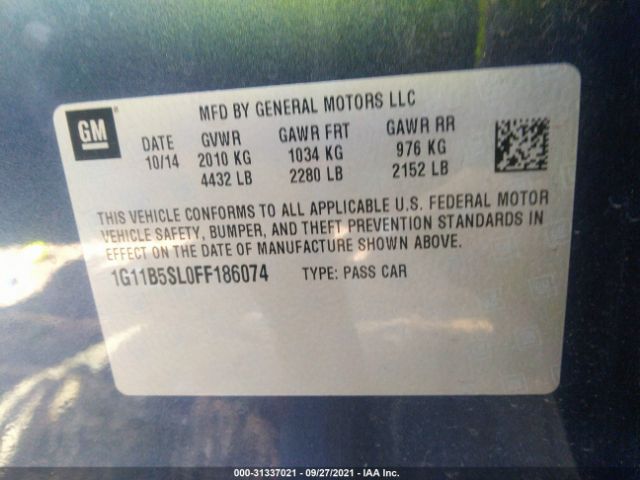 GM
MFD BY GENERAL MOTORS LLC
DATE GVWR GAWR FRT GAWR RR
10/14 2010 KG 1034 KG 976 KG
4432 LB 2280 LB 2152 LB
THIS VEHICLE CONFORMS TO ALL APPLICABLE U.S. FEDERAL MOTOR
VEHICLE SAFETY, BUMPER, AND THEFT PREVENTION STANDARDS IN
EFFECT ON THE DATE OF MANUFACTURE SHOWN ABOVE.
1G11B5SL0FF186074 TYPE: PASS CAR
000-31337021 - 09/27/2021 - IAA Inc.